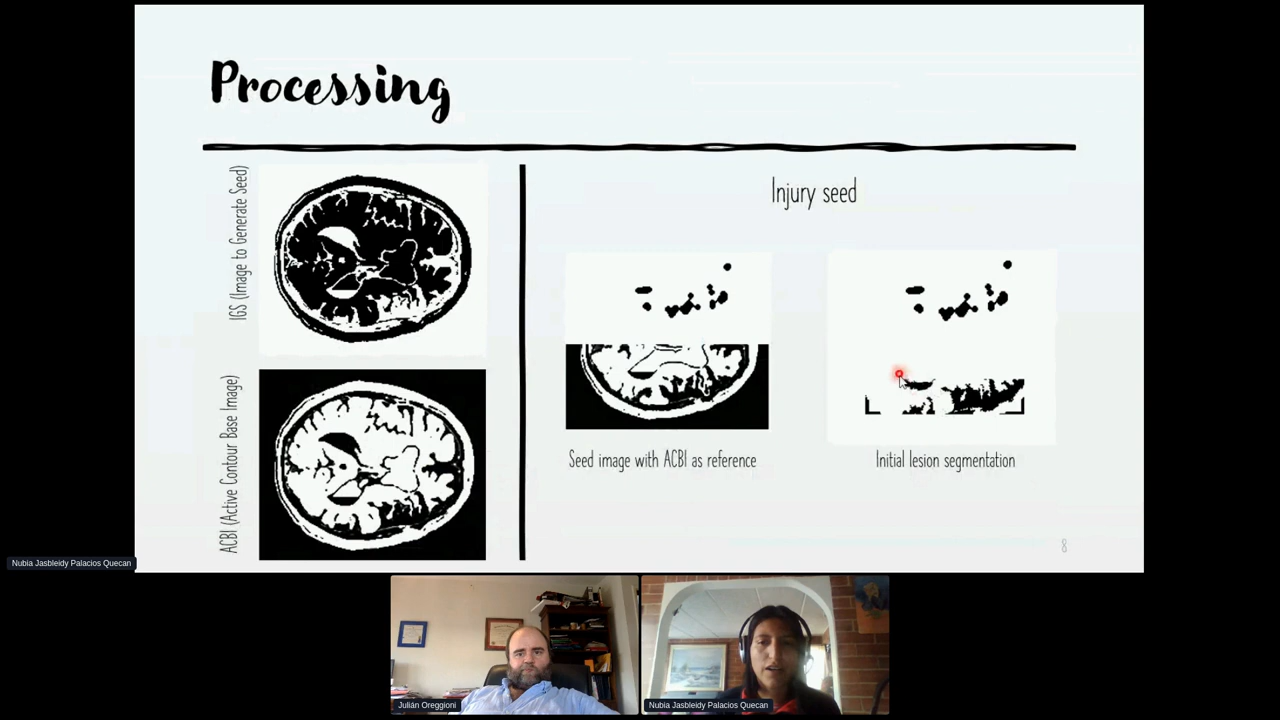 Processing
IGS (Image to Generate Seed)
ACBI (Active Contour Base Image)
Injury seed
Seed image with ACBI as reference
Initial lesion segmentation
8
Nubia Jasbleidy Palacios Quecan
Julián Oreggioni
Nubia Jasbleidy Palacios Quecan